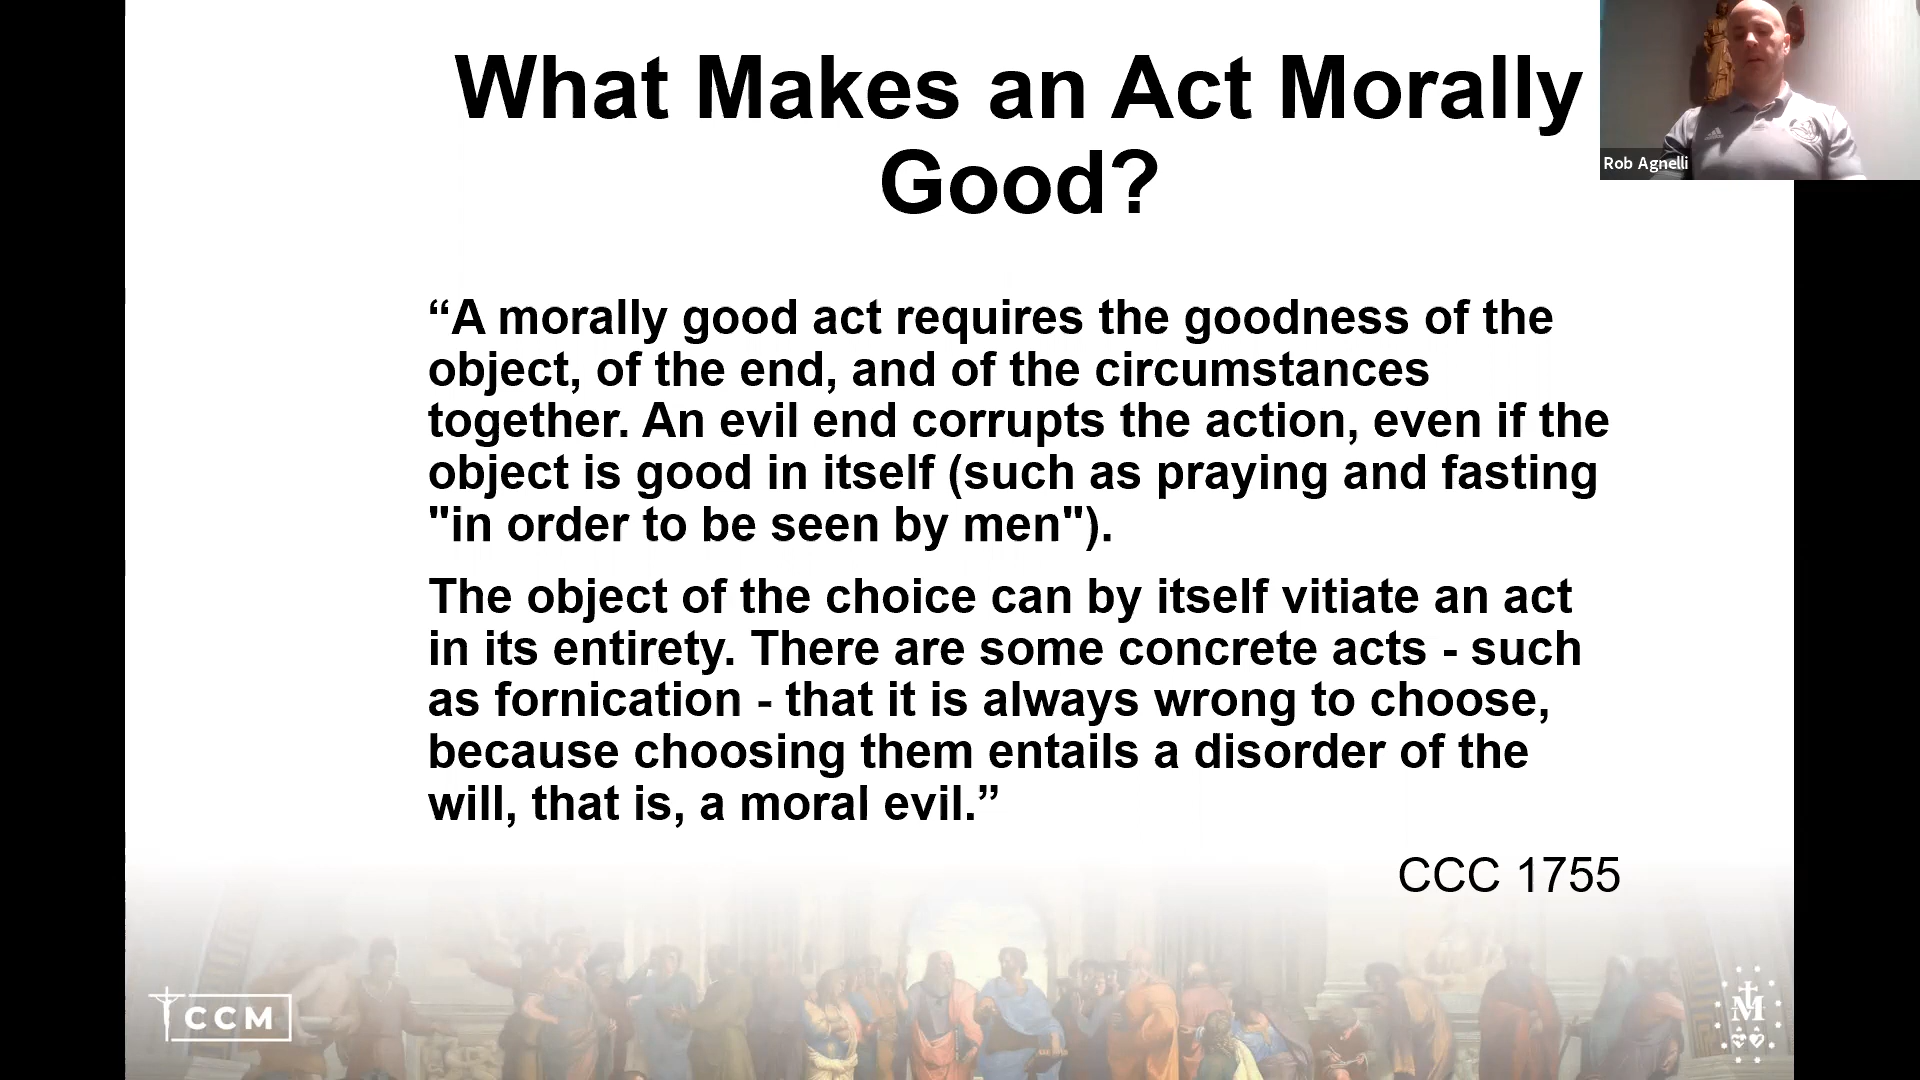 What Makes an Act Morally
Good?
Rob Agnelli
“A morally good act requires the goodness of the
object, of the end, and of the circumstances
together. An evil end corrupts the action, even if the
object is good in itself (such as praying and fasting
"in order to be seen by men").
The object of the choice can by itself vitiate an act
in its entirety. There are some concrete acts - such
as fornication - that it is always wrong to choose,
because choosing them entails a disorder of the
will, that is, a moral evil.”
CCC 1755
CCM
M